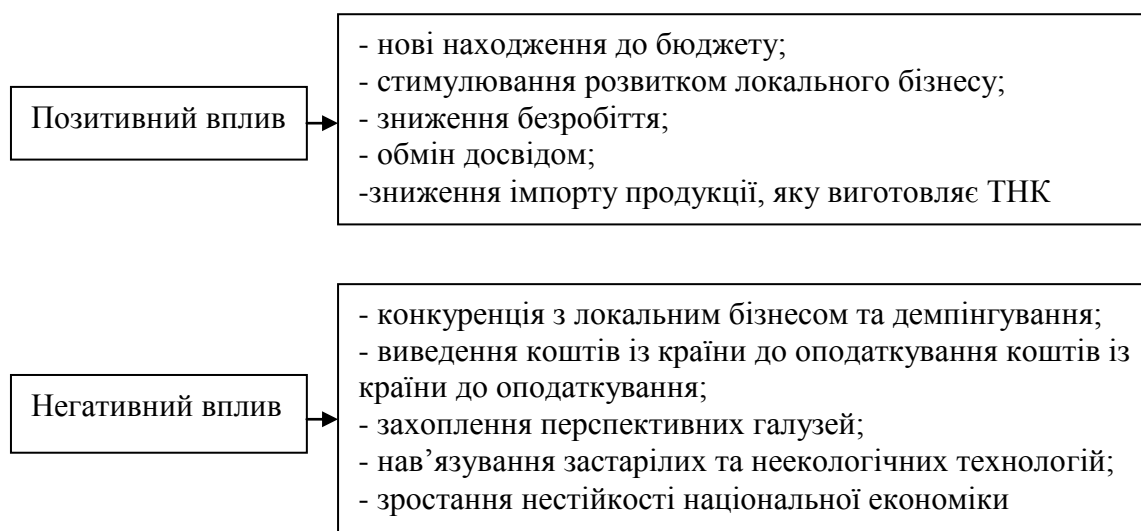 Позитивний вплив
- нові находження до бюджету;
- стимулювання розвитком локального бізнесу;
- зниження безробіття;
- обмін досвідом;
-зниження імпорту продукції, яку виготовляє ТНК
Негативний вплив
- конкуренція з локальним бізнесом та демпінгування;
- виведення коштів із країни до оподаткування коштів із
країни до оподаткування;
- захоплення перспективних галузей;
- нав’язування застарілих та неекологічних технологій;
- зростання нестійкості національної економіки